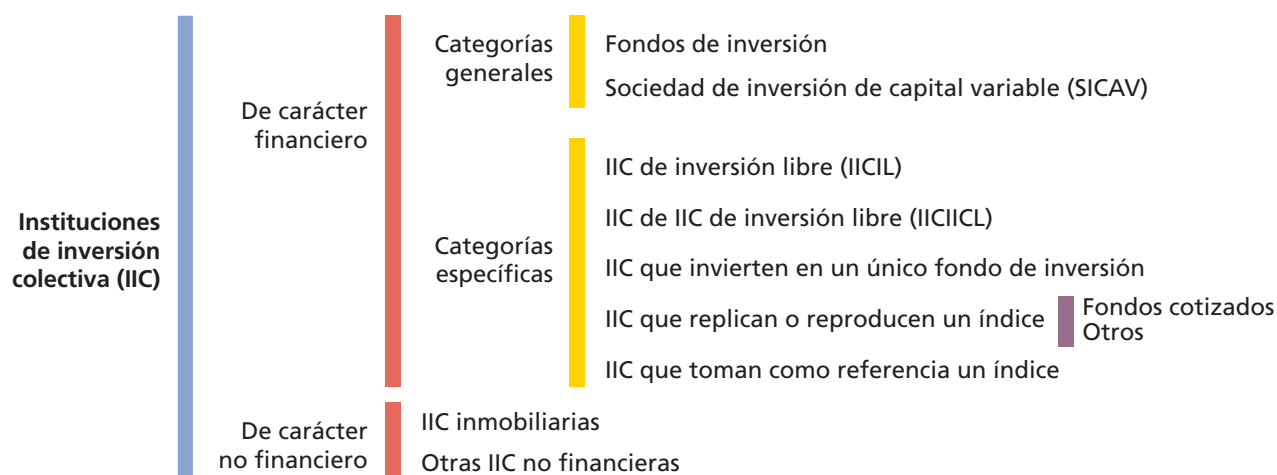 Instituciones
de inversión
colectiva (IIC)
De carácter
financiero
Categorías
generales
Fondos de inversión
Sociedad de inversión de capital variable (SICAV)
Categorías
específicas
IIC de inversión libre (IICIL)
IIC de IIC de inversión libre (IICIICL)
IIC que invierten en un único fondo de inversión
IIC que replican o reproducen un índice
Fondos cotizados
Otros
IIC que toman como referencia un índice
De carácter
no financiero
IIC inmobiliarias
Otras IIC no financieras